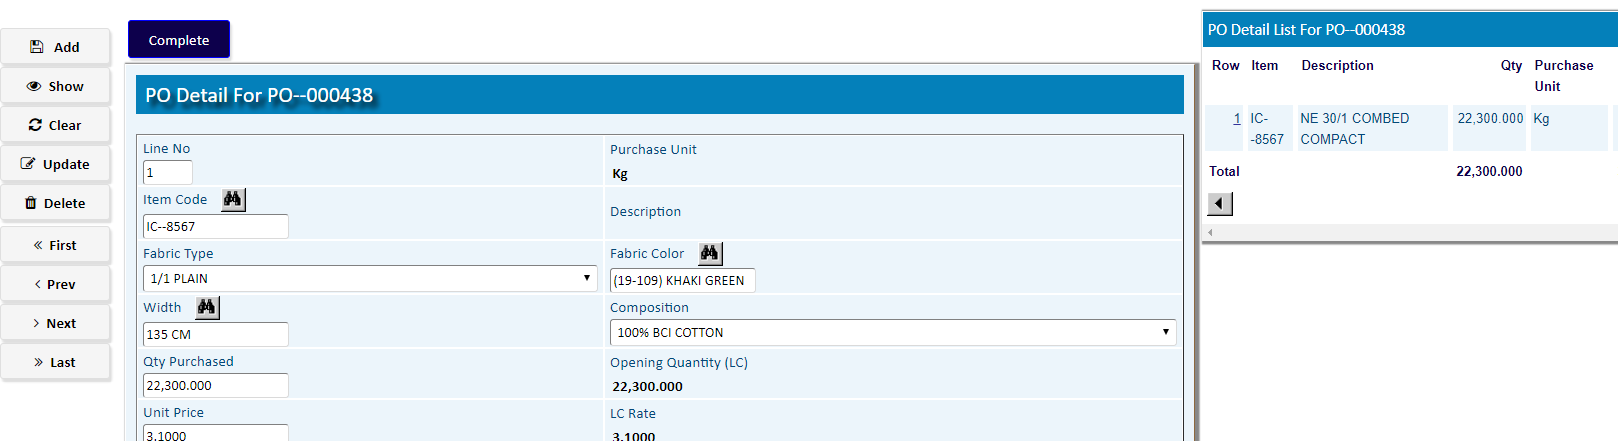 Add
Show
Clear
Update
Delete
First
Prev
Next
Last
Complete
PO Detail For PO--000438
Line No
1
Purchase Unit
Kg
Item Code
IC--8567
Description
Fabric Type
1/1 PLAIN
Fabric Color
(19-109) KHAKI GREEN
Width
135 CM
Composition
100% BCI COTTON
Qty Purchased
22,300.000
Opening Quantity (LC)
22,300.000
Unit Price
3.1000
LC Rate
3.1000
PO Detail List For PO--000438
Row Item Description Qty Purchase
Unit
1 IC- NE 30/1 COMBED 22,300.000 Kg
-8567 COMPACT
Total 22,300.000